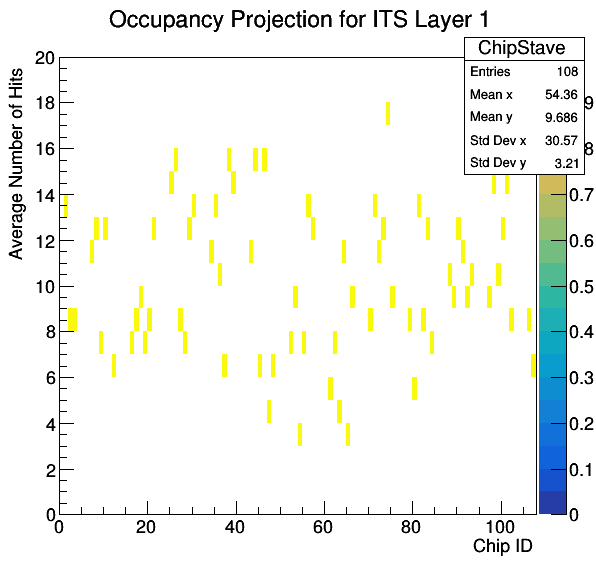 Occupancy Projection for ITS Layer 1
ChipStave
Entries 108
Mean x 54.36
Mean y 9.686
Std Dev x 30.57
Std Dev y 3.21
Average Number of Hits
20
18
16
14
12
10
8
6
4
2
0
0 20 40 60 80 100
Chip ID
9
8
0.6
0.5
0.4
0.3
0.2
0.1
0